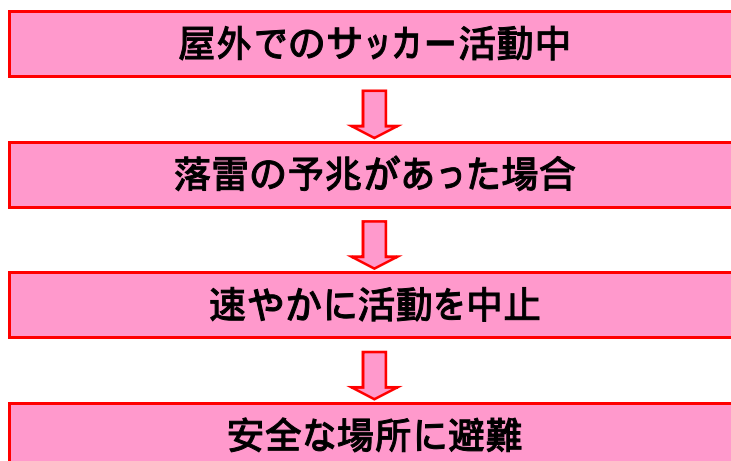 屋外でのサッカー活動中
落雷の予兆があった場合
速やかに活動を中止
安全な場所に避難